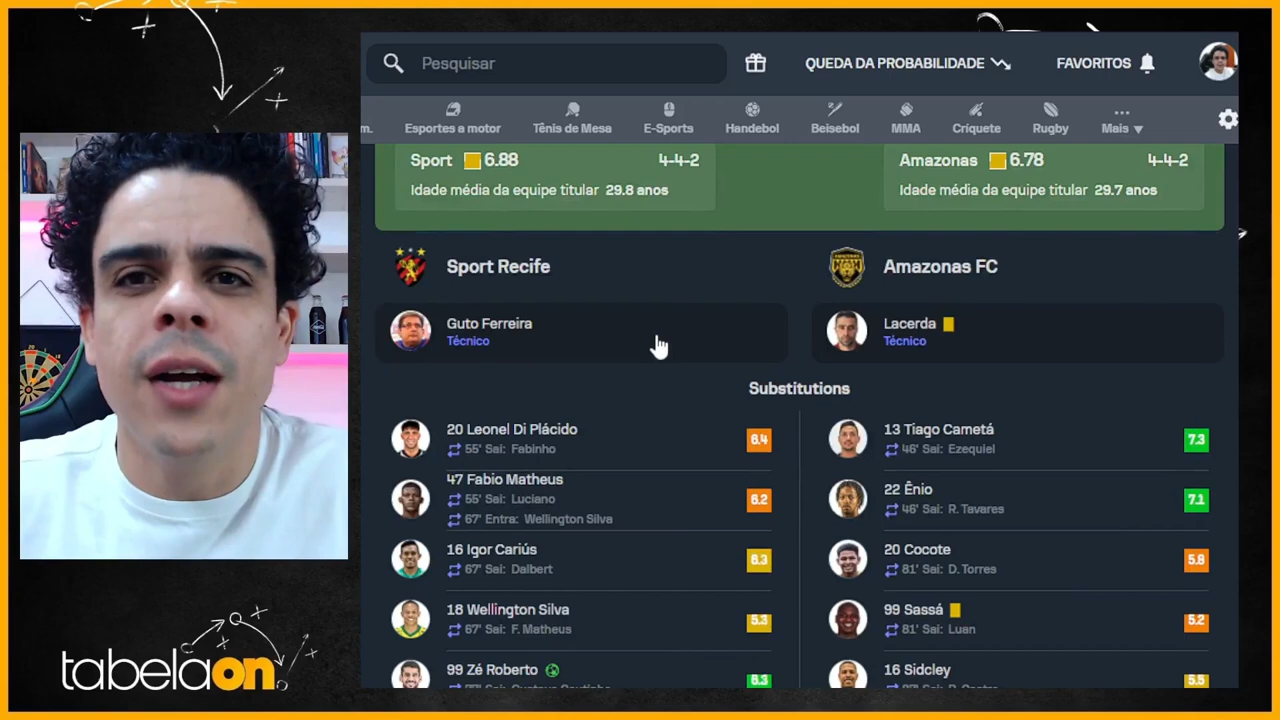 Pesquisar
QUEDA DA PROBABILIDADE
FAVORITOS
m.
Esportes a motor
Tênis de Mesa
E-Sports
Handebol
Beisebol
MMA
Críquete
Rugby
Mais ▼
Sport 6.88 4-4-2
Idade média da equipe titular 29.8 anos
Amazonas 6.78 4-4-2
Idade média da equipe titular 29.7 anos
Sport Recife
Amazonas FC
Guto Ferreira
Técnico
Lacerda
Técnico
Substitutions
20 Leonel Di Plácido
55' Sai: Fabinho
6.4
47 Fabio Matheus
55' Sai: Luciano
67' Entra: Wellington Silva
6.2
16 Igor Cariús
67' Sai: Dalbert
6.3
18 Wellington Silva
67' Sai: F. Matheus
5.3
99 Zé Roberto
6.3
13 Tiago Cametá
46' Sai: Ezequiel
7.3
22 Ênio
46' Sai: R. Tavares
7.1
20 Cocote
81' Sai: D. Torres
5.8
99 Sassá
81' Sai: Luan
5.2
16 Sidcley
5.5
tabelaon